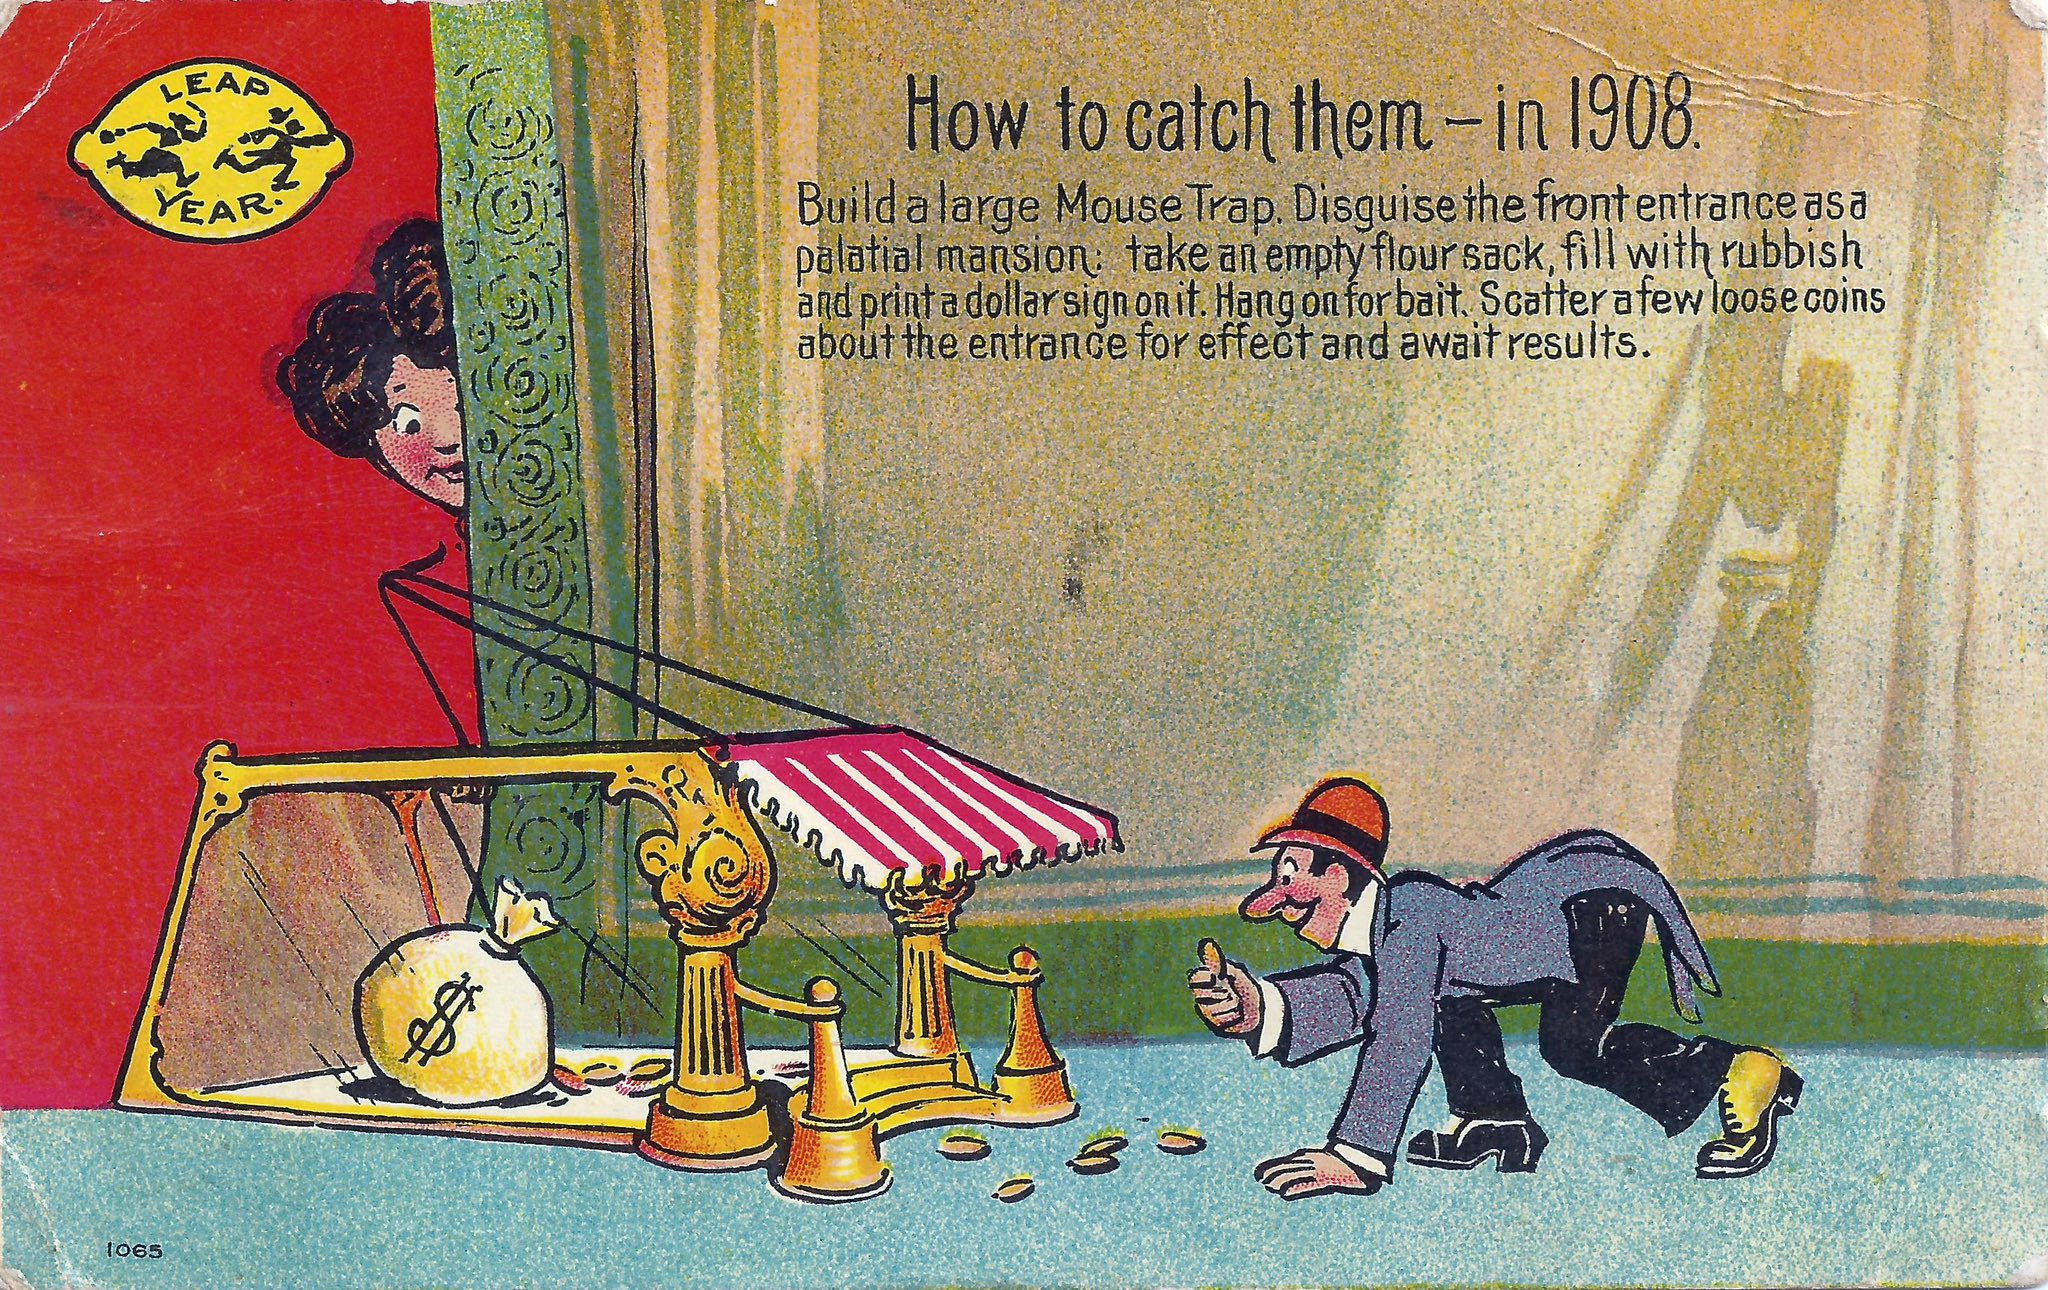 LEAP
YEAR.
How to catch them – in 1908.
Build a large Mouse Trap. Disguise the front entrance as a
palatial mansion: take an empty flour sack, fill with rubbish
and print a dollar sign on it. Hang on for bait. Scatter a few loose coins
about the entrance for effect and await results.
$
1065